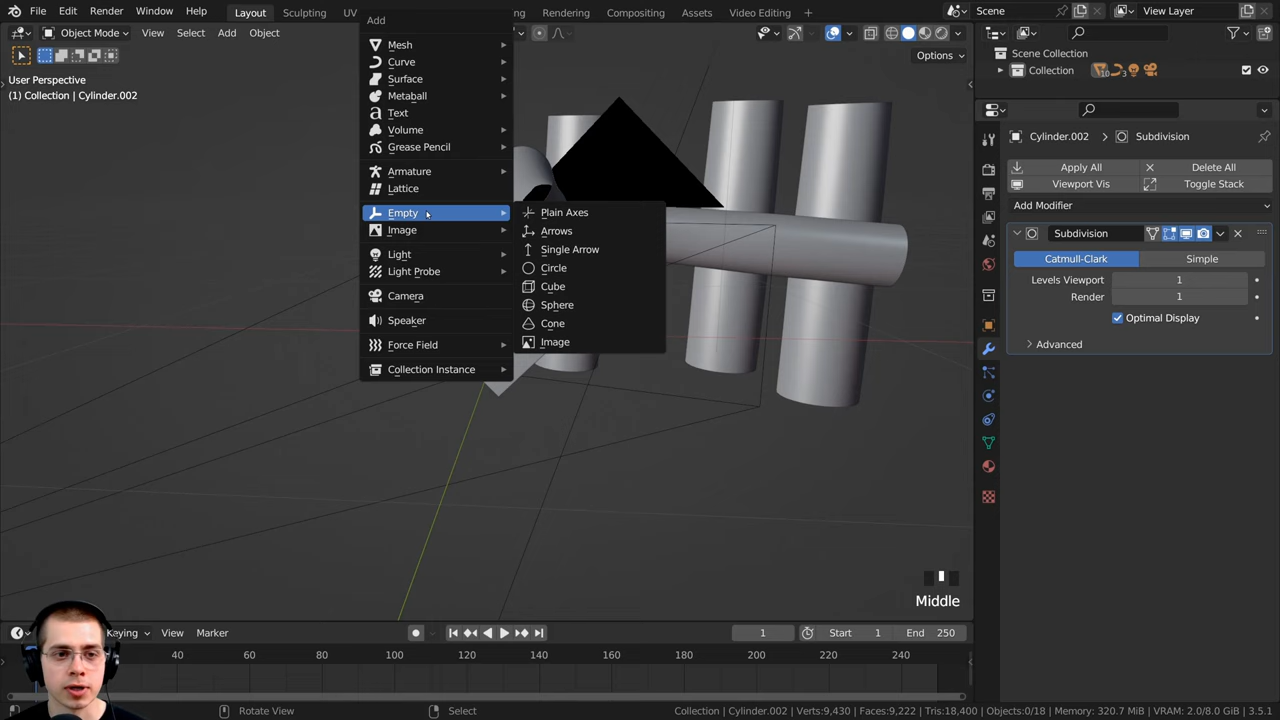 File Edit Render Window Help Layout Sculpting UV Rendering Compositing Assets Video Editing + Scene View Layer
Object Mode View Select Add Object
Options
User Perspective
(1) Collection | Cylinder.002
Add
Mesh
Curve
Surface
Metaball
Text
Volume
Grease Pencil
Armature
Lattice
Empty
Image
Light
Light Probe
Camera
Speaker
Force Field
Collection Instance
Plain Axes
Arrows
Single Arrow
Circle
Cube
Sphere
Cone
Image
Scene Collection
Collection
Cylinder.002 > Subdivision
Apply All Delete All
Viewport Vis Toggle Stack
Add Modifier
Subdivision
Catmull-Clark Simple
Levels Viewport 1
Render 1
Optimal Display
Advanced
Middle
Keying View Marker 1 Start 1 End 250
40 60 80 100 120 140 160 180 200 220 240
Rotate View Select Collection | Cylinder.002 | Verts:9,430 | Faces:9,222 | Tris:18,400 | Objects:0/18 | Memory: 320.7 MiB | VRAM: 2.0/8.0 GiB | 3.5.1